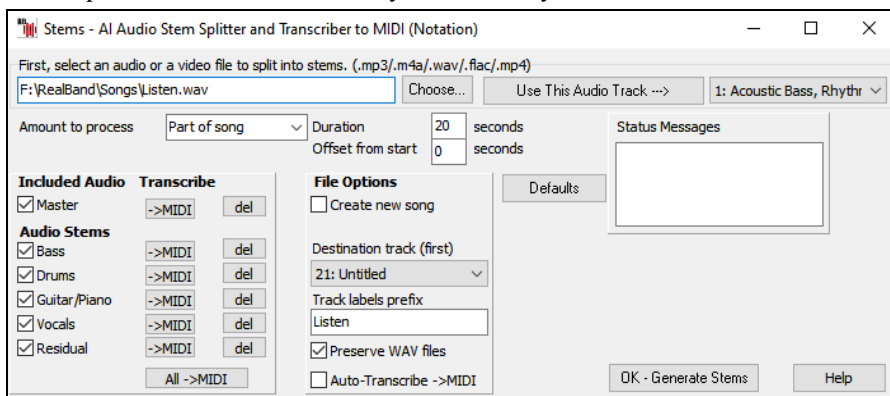 Stems - AI Audio Stem Splitter and Transcriber to MIDI (Notation)
First, select an audio or a video file to split into stems. (.mp3/.m4a/.wav/.flac/.mp4)
F:\RealBand\Songs\Listen.wav Choose... Use This Audio Track ---> 1: Acoustic Bass, Rhythr
Amount to process Part of song Duration 20 seconds Status Messages
Offset from start 0 seconds
Included Audio Transcribe File Options Defaults
Master ->MIDI del Create new song
Audio Stems
Bass ->MIDI del Destination track (first)
Drums ->MIDI del 21: Untitled
Guitar/Piano ->MIDI del Track labels prefix
Vocals ->MIDI del Listen
Residual ->MIDI del Preserve WAV files
All ->MIDI Auto-Transcribe ->MIDI OK - Generate Stems Help